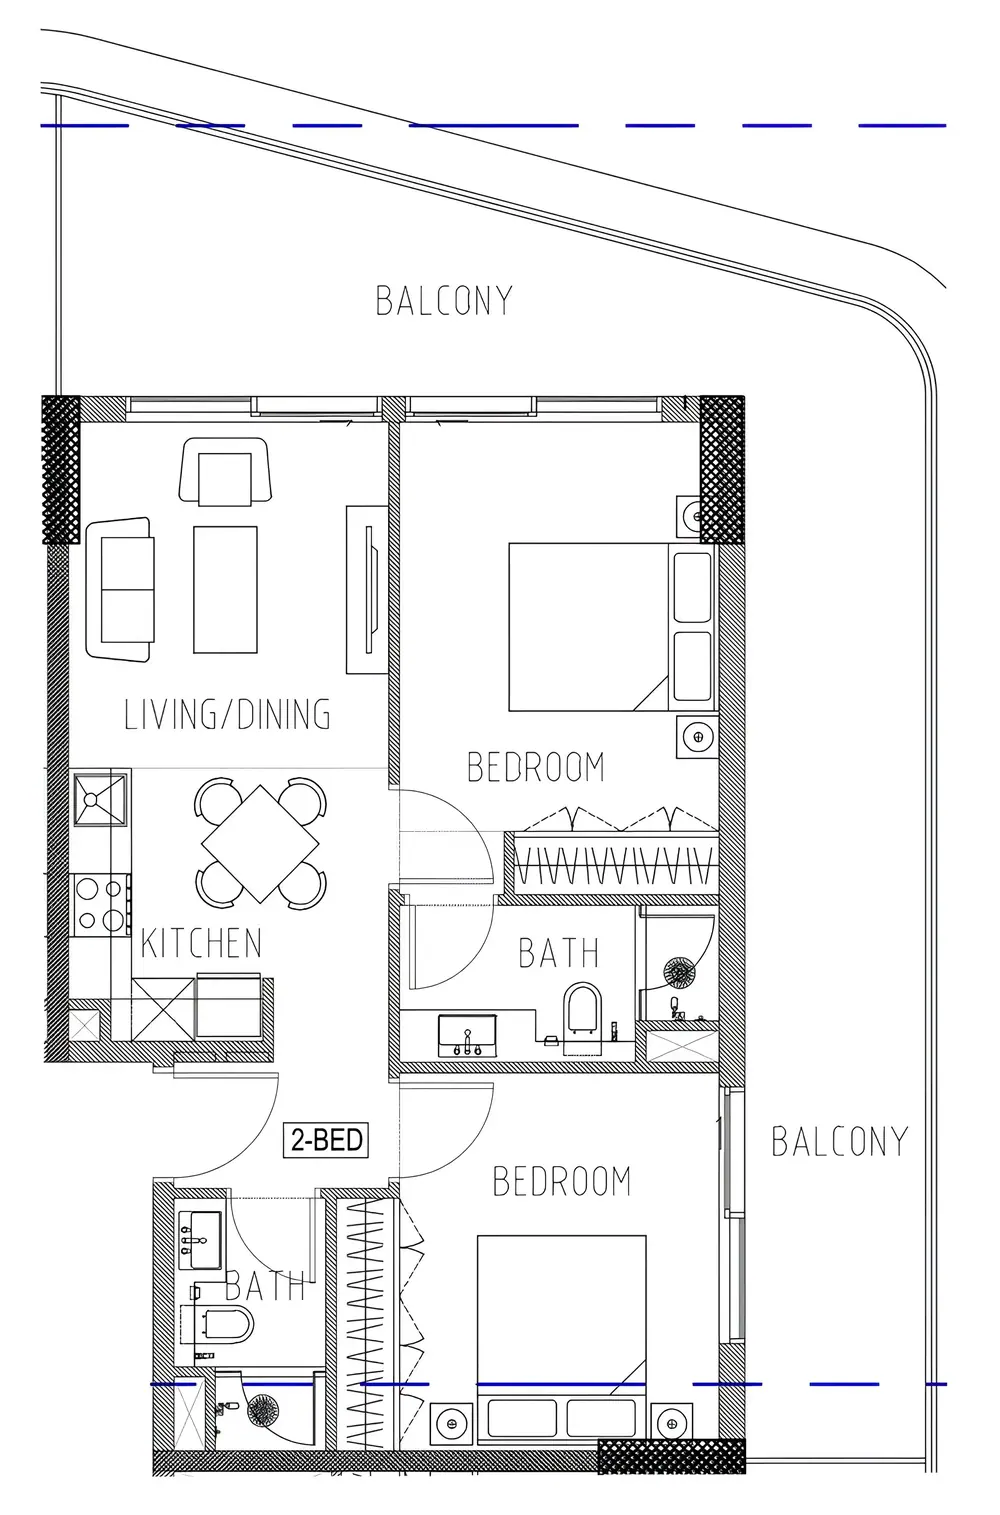 BALCONY
LIVING/DINING
BEDROOM
KITCHEN
BATH
2-BED
BALCONY
BEDROOM
BATH